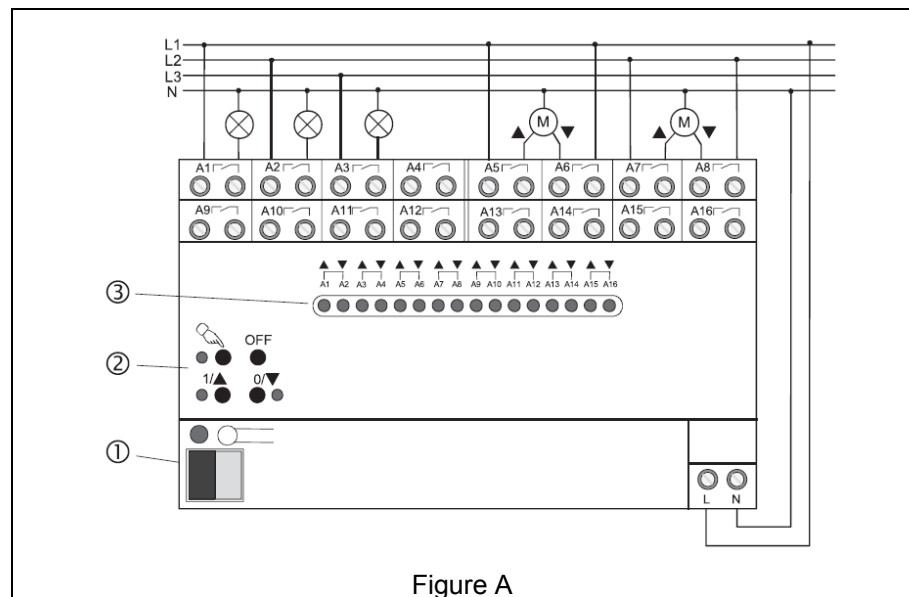 L1
L2
L3
N
M M
▲ ▼ ▲ ▼
A1 A2 A3 A4 A5 A6 A7 A8
A9 A10 A11 A12 A13 A14 A15 A16
▲ ▼ ▲ ▼ ▲ ▼ ▲ ▼ ▲ ▼ ▲ ▼ ▲ ▼ ▲ ▼
A1 A2 A3 A4 A5 A6 A7 A8 A9 A10 A11 A12 A13 A14 A15 A16
③
OFF
②
1/▲ 0/▼
①
L N
Figure A